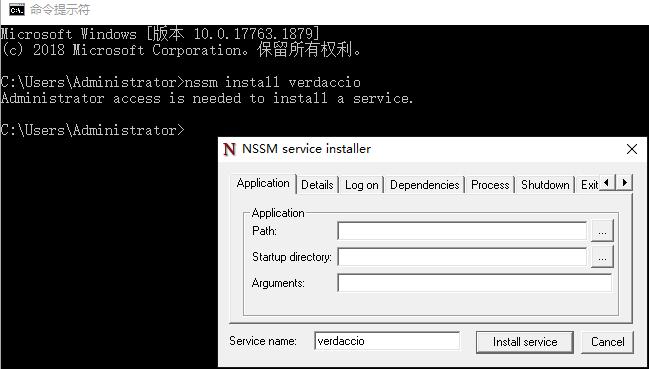 命令提示符
Microsoft Windows [版本 10.0.17763.1879]
(c) 2018 Microsoft Corporation。保留所有权利。
C:\Users\Administrator>nssm install verdaccio
Administrator access is needed to install a service.
C:\Users\Administrator>
NSSM service installer
Application Details Log on Dependencies Process Shutdown Exit
Application
Path: ...
Startup directory: ...
Arguments:
Service name: verdaccio Install service Cancel